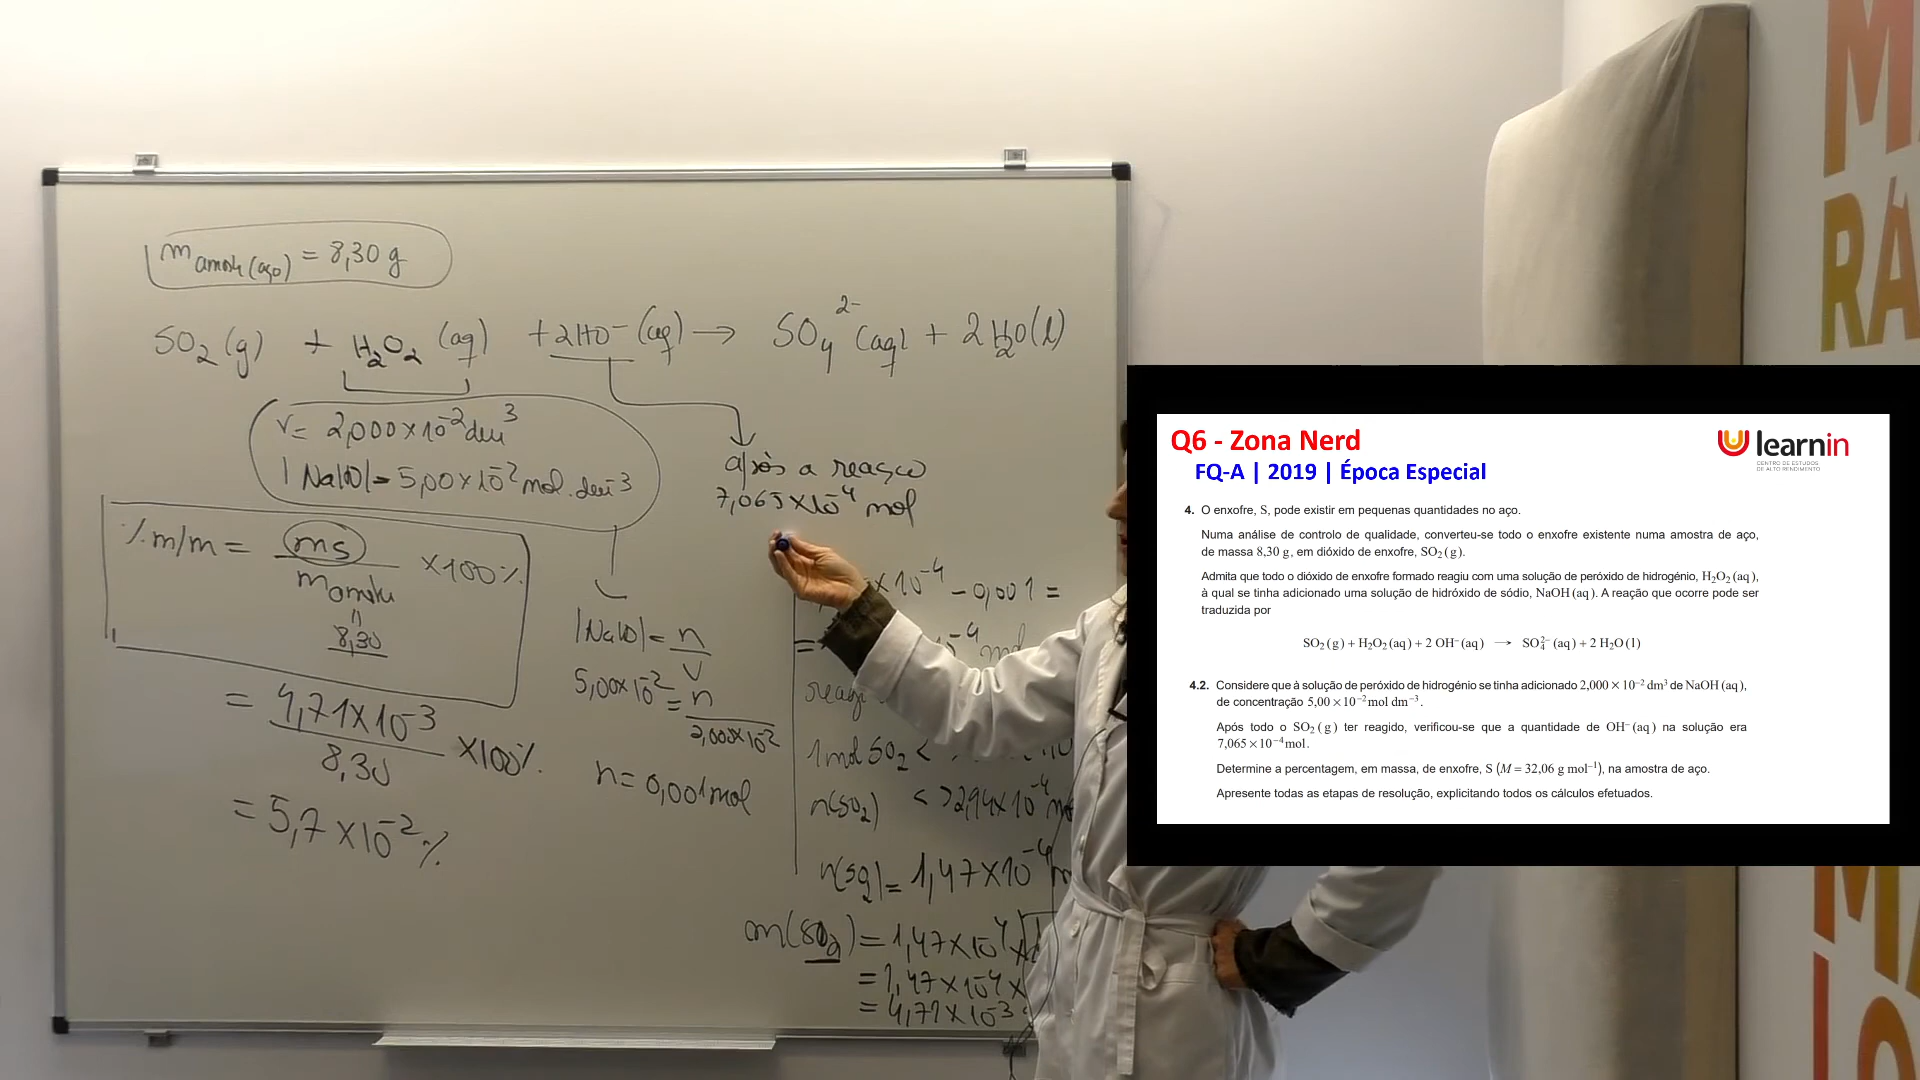 m amostra (aço) = 8,30 g
SO2 (g) + H2O2 (aq) + 2HO- (aq) → SO4 2- (aq) + 2H2O(l)
V= 2,000×10-2 dm3
|NaHO|= 5,00×10-2 mol.dm-3
% m/m = ms ×100%
m amostra
8,30
= 4,71×10-3 ×100%
8,30
= 5,7×10-2 %
|NaHO|= n
V
5,00×10-2 = n
2,000×10-2
n= 0,001mol
após a reação
7,065×10-4 mol
×10-4 - 0,001 =
=
1 mol SO2 <
n(SO2) < >2,94×10-4
n(SO2)= 1,47×10-4
m(SO2)= 1,47×10-4 ×
= 1,47×10-4 ×
= 4,71×10-3
Q6 - Zona Nerd
FQ-A | 2019 | Época Especial
learnin
CENTRO DE ESTUDOS
DE ALTO RENDIMENTO
4. O enxofre, S, pode existir em pequenas quantidades no aço.
Numa análise de controlo de qualidade, converteu-se todo o enxofre existente numa amostra de aço,
de massa 8,30 g, em dióxido de enxofre, SO2 (g).
Admita que todo o dióxido de enxofre formado reagiu com uma solução de peróxido de hidrogénio, H2O2 (aq),
à qual se tinha adicionado uma solução de hidróxido de sódio, NaOH (aq). A reação que ocorre pode ser
traduzida por
SO2 (g) + H2O2 (aq) + 2 OH− (aq) → SO4 2− (aq) + 2 H2O (l)
4.2. Considere que à solução de peróxido de hidrogénio se tinha adicionado 2,000 × 10−2 dm3 de NaOH (aq),
de concentração 5,00 × 10−2 mol dm−3.
Após todo o SO2 (g) ter reagido, verificou-se que a quantidade de OH− (aq) na solução era
7,065 × 10−4 mol.
Determine a percentagem, em massa, de enxofre, S (M = 32,06 g mol−1), na amostra de aço.
Apresente todas as etapas de resolução, explicitando todos os cálculos efetuados.